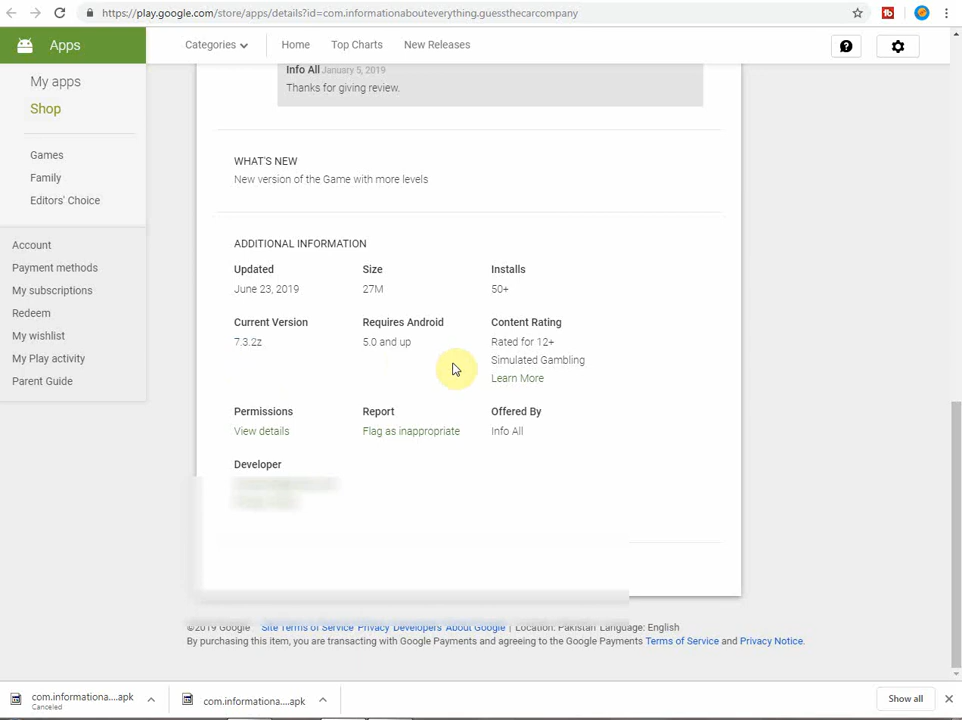 https://play.google.com/store/apps/details?id=com.informationabouteverything.guessthecarcompany
Apps
Categories
Home
Top Charts
New Releases
My apps
Shop
Games
Family
Editors' Choice
Account
Payment methods
My subscriptions
Redeem
My wishlist
My Play activity
Parent Guide
Info All January 5, 2019
Thanks for giving review.
WHAT'S NEW
New version of the Game with more levels
ADDITIONAL INFORMATION
Updated
June 23, 2019
Size
27M
Installs
50+
Current Version
7.3.2z
Requires Android
5.0 and up
Content Rating
Rated for 12+
Simulated Gambling
Learn More
Permissions
View details
Report
Flag as inappropriate
Offered By
Info All
Developer
©2019 Google Site Terms of Service Privacy Developers About Google | Location: Pakistan Language: English
By purchasing this item, you are transacting with Google Payments and agreeing to the Google Payments Terms of Service and Privacy Notice.
com.informationa....apk
Canceled
com.informationa....apk
Show all